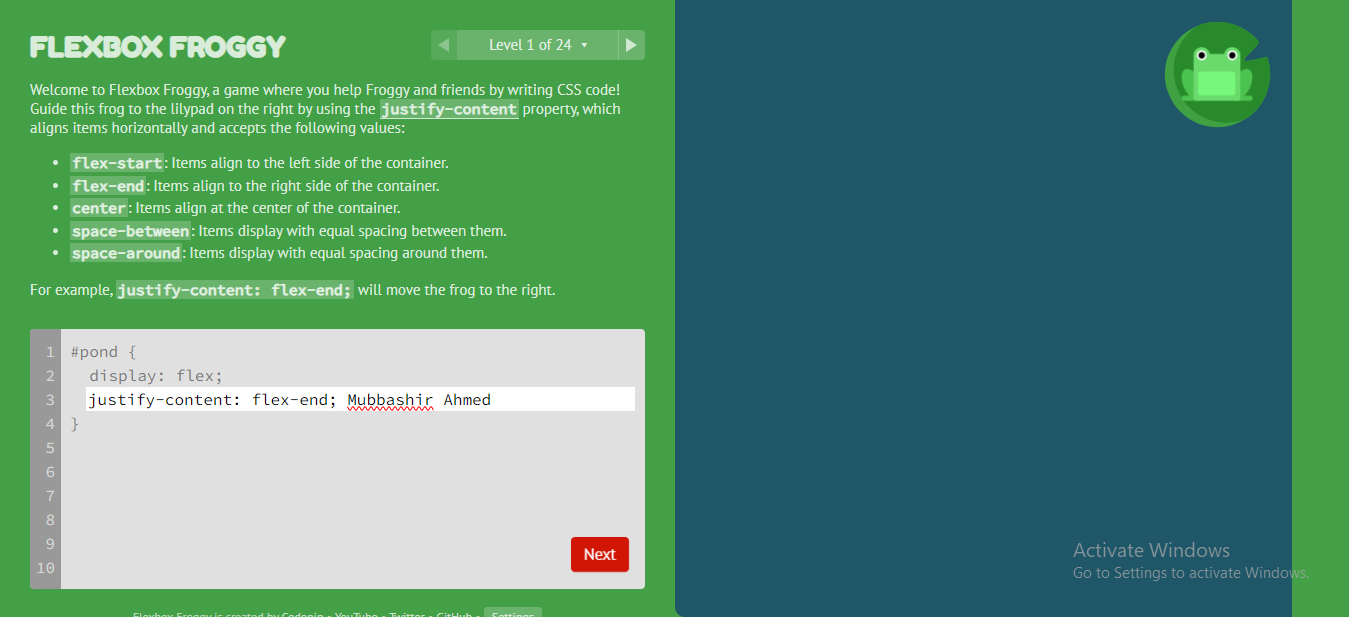 FLEXBOX FROGGY
◀ Level 1 of 24 ▾ ▶
Welcome to Flexbox Froggy, a game where you help Froggy and friends by writing CSS code!
Guide this frog to the lilypad on the right by using the justify-content property, which
aligns items horizontally and accepts the following values:
• flex-start: Items align to the left side of the container.
• flex-end: Items align to the right side of the container.
• center: Items align at the center of the container.
• space-between: Items display with equal spacing between them.
• space-around: Items display with equal spacing around them.
For example, justify-content: flex-end; will move the frog to the right.
1 #pond {
2 display: flex;
3 justify-content: flex-end; Mubbashir Ahmed
4 }
5
6
7
8
9
10
Next
Activate Windows
Go to Settings to activate Windows.
Flexbox Froggy is created by Codepip • YouTube • Twitter • GitHub • Settings